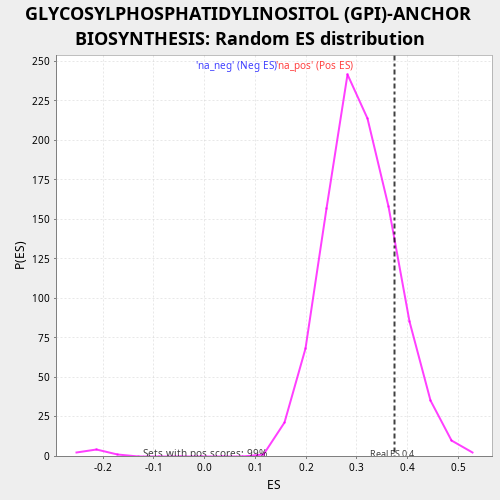 GLYCOSYLPHOSPHATIDYLINOSITOL (GPI)-ANCHOR
BIOSYNTHESIS: Random ES distribution
'na_neg' (Neg ES) 'na_pos' (Pos ES)
P(ES)
250
225
200
175
150
125
100
75
50
25
0
Sets with pos scores: 99%
Real ES 0.4
-0.2 -0.1 0.0 0.1 0.2 0.3 0.4 0.5
ES